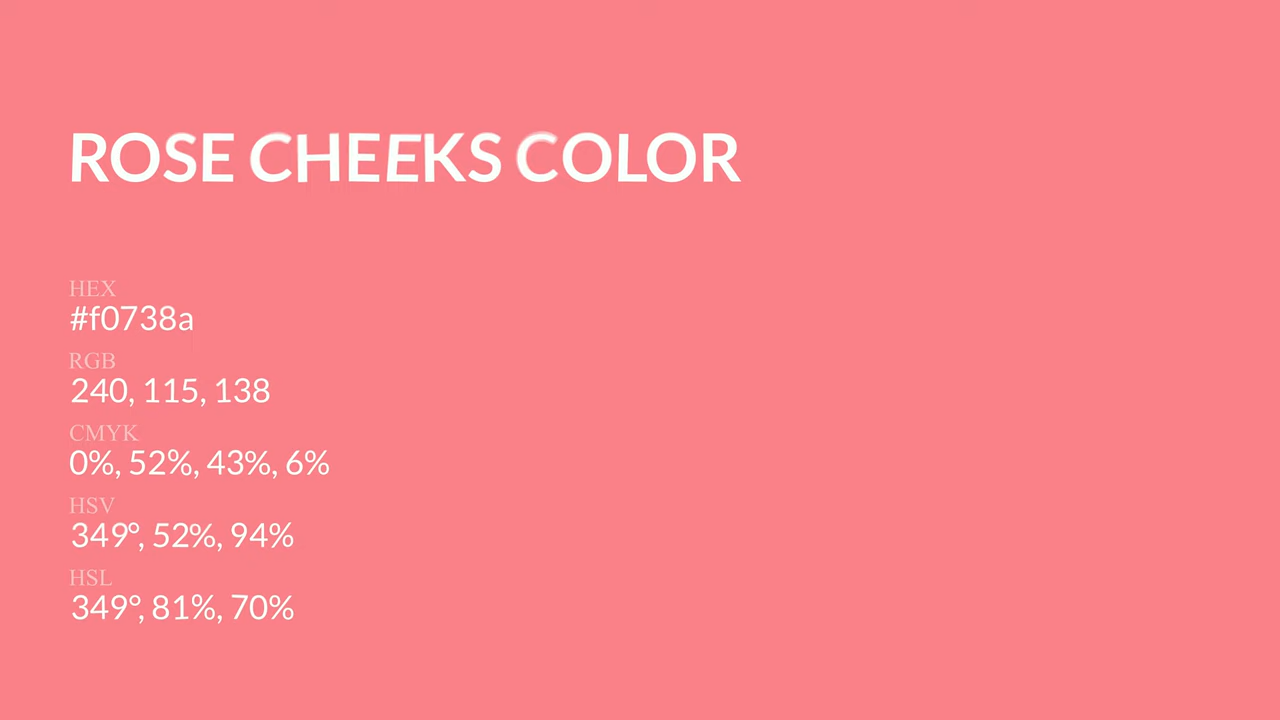 ROSE CHEEKS COLOR
HEX
#f0738a
RGB
240, 115, 138
CMYK
0%, 52%, 43%, 6%
HSV
349°, 52%, 94%
HSL
349°, 81%, 70%